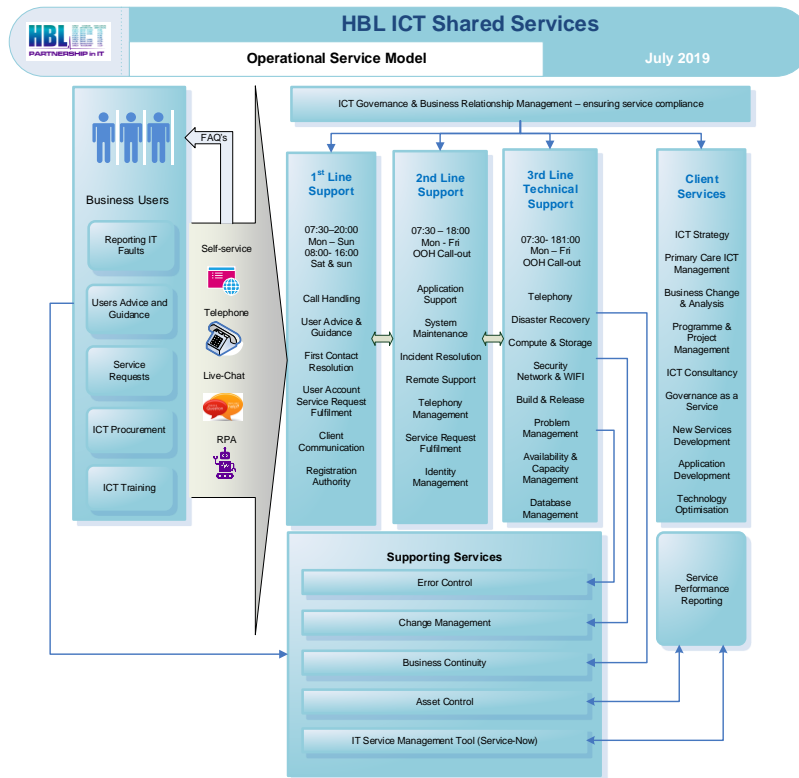 HBL ICT
PARTNERSHIP in IT
HBL ICT Shared Services
Operational Service Model
July 2019
Business Users
Reporting IT
Faults
Users Advice and
Guidance
Service
Requests
ICT Procurement
ICT Training
FAQ's
Self-service
Telephone
Live-Chat
RPA
ICT Governance & Business Relationship Management – ensuring service compliance
1st Line
Support
07:30–20:00
Mon – Sun
08:00- 16:00
Sat & sun
Call Handling
User Advice &
Guidance
First Contact
Resolution
User Account
Service Request
Fulfilment
Client
Communication
Registration
Authority
2nd Line
Support
07:30 – 18:00
Mon - Fri
OOH Call-out
Application
Support
System
Maintenance
Incident Resolution
Remote Support
Telephony
Management
Service Request
Fulfilment
Identity
Management
3rd Line
Technical
Support
07:30- 181:00
Mon – Fri
OOH Call-out
Telephony
Disaster Recovery
Compute & Storage
Security
Network & WIFI
Build & Release
Problem
Management
Availability &
Capacity
Management
Database
Management
Client
Services
ICT Strategy
Primary Care ICT
Management
Business Change
& Analysis
Programme &
Project
Management
ICT Consultancy
Governance as a
Service
New Services
Development
Application
Development
Technology
Optimisation
Supporting Services
Error Control
Change Management
Business Continuity
Asset Control
IT Service Management Tool (Service-Now)
Service
Performance
Reporting